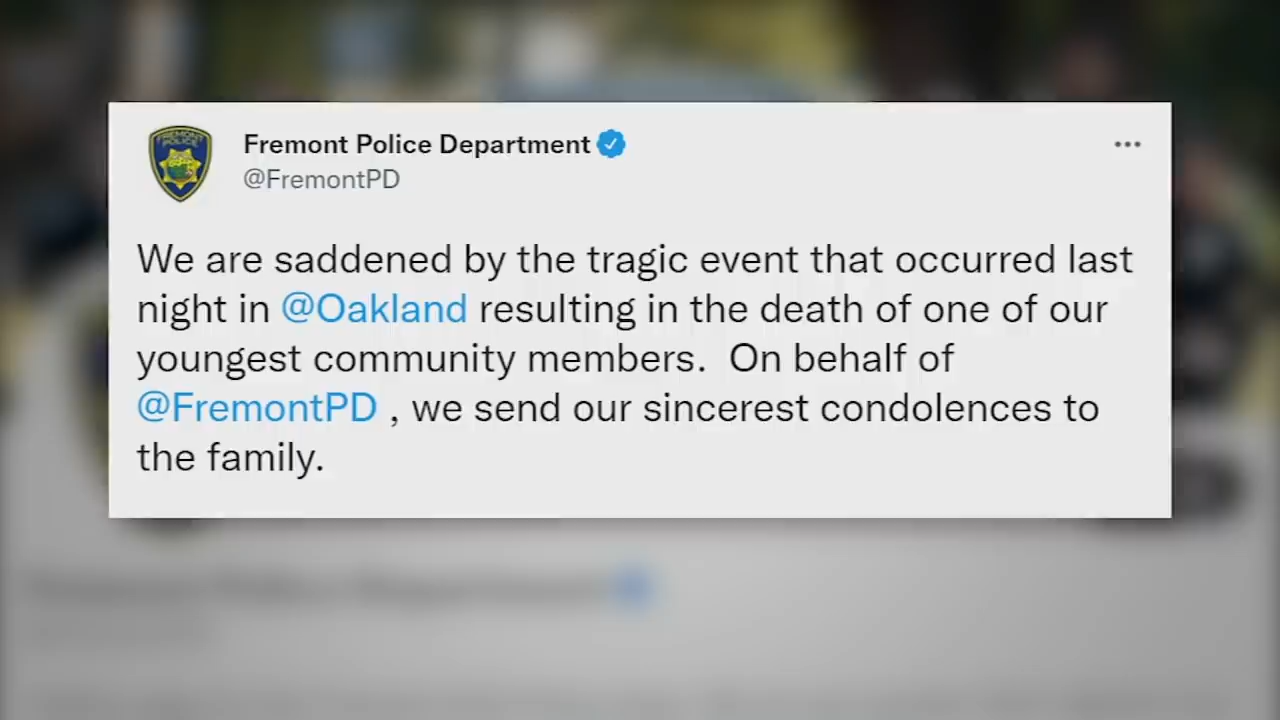 FREMONT
POLICE
Fremont Police Department
@FremontPD
We are saddened by the tragic event that occurred last
night in @Oakland resulting in the death of one of our
youngest community members.  On behalf of
@FremontPD , we send our sincerest condolences to
the family.